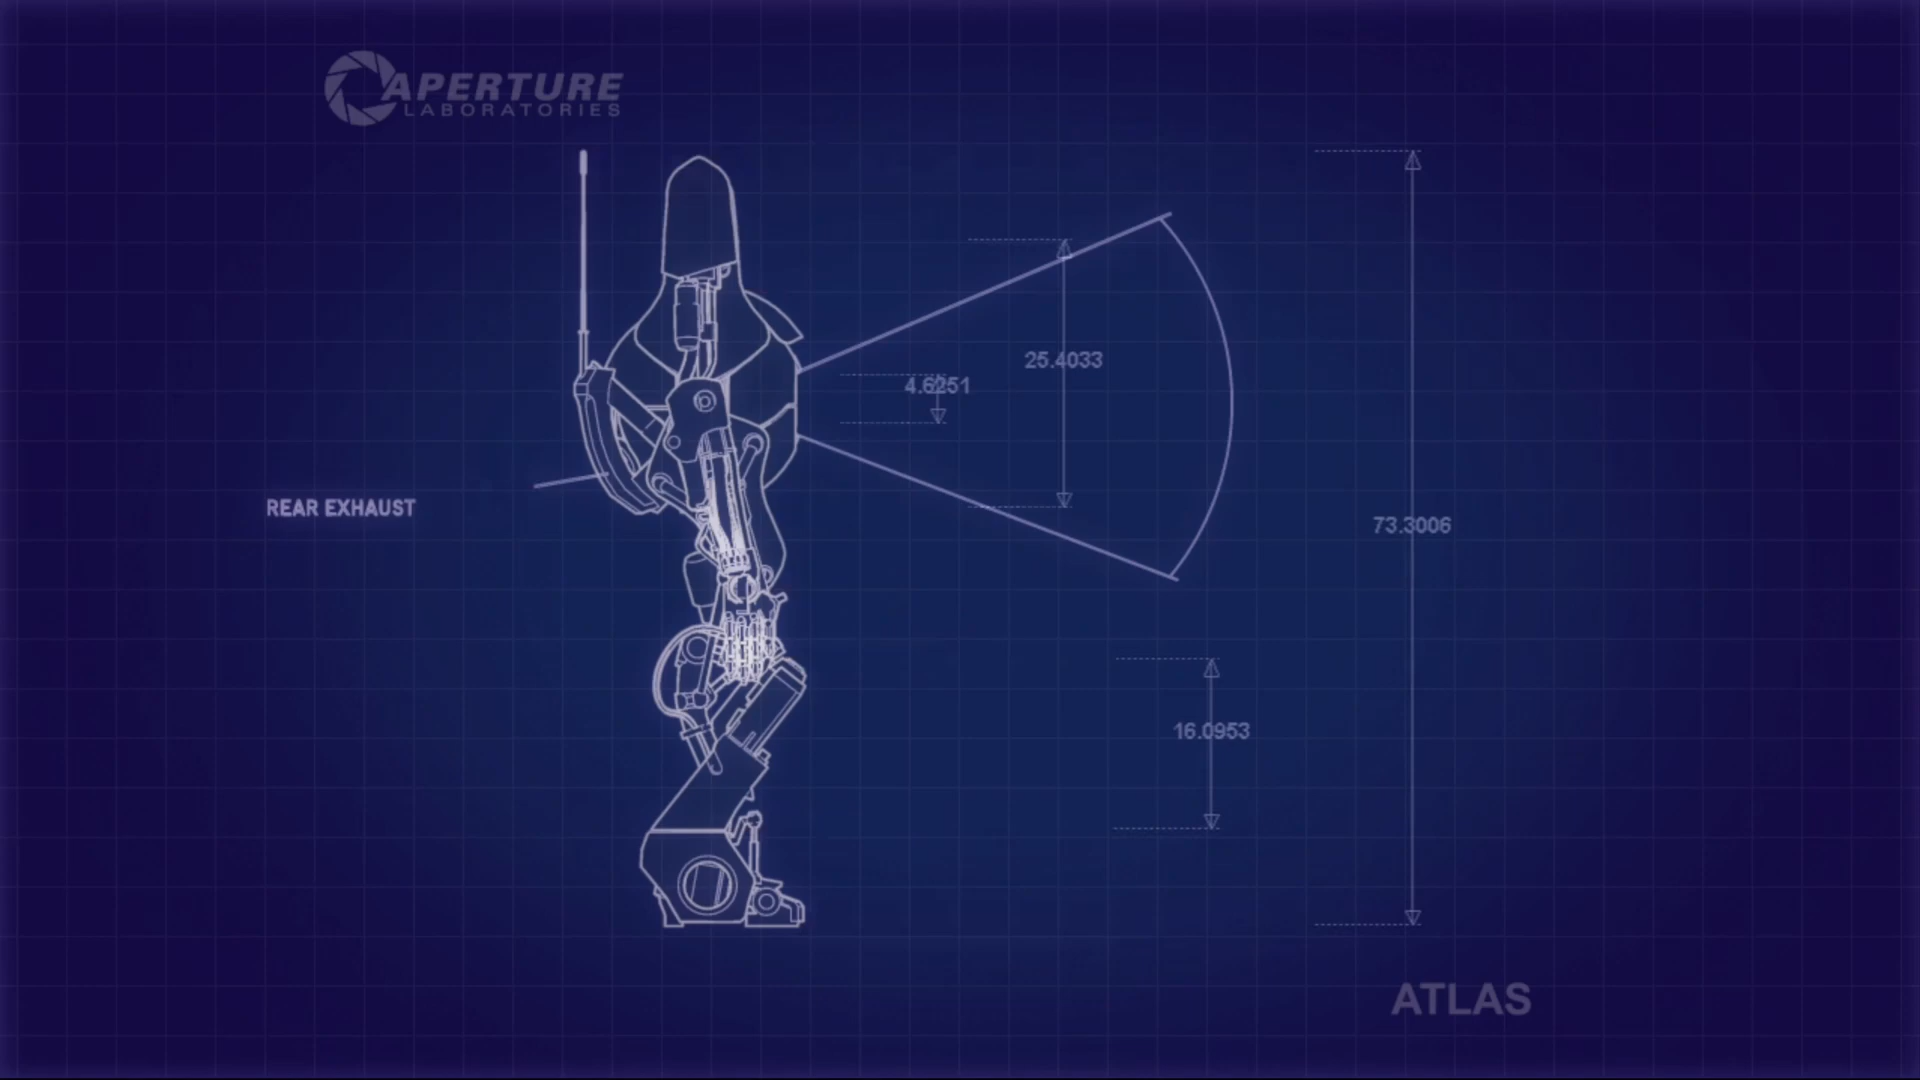 APERTURE
LABORATORIES
25.4033
4.6251
REAR EXHAUST
73.3006
16.0953
ATLAS